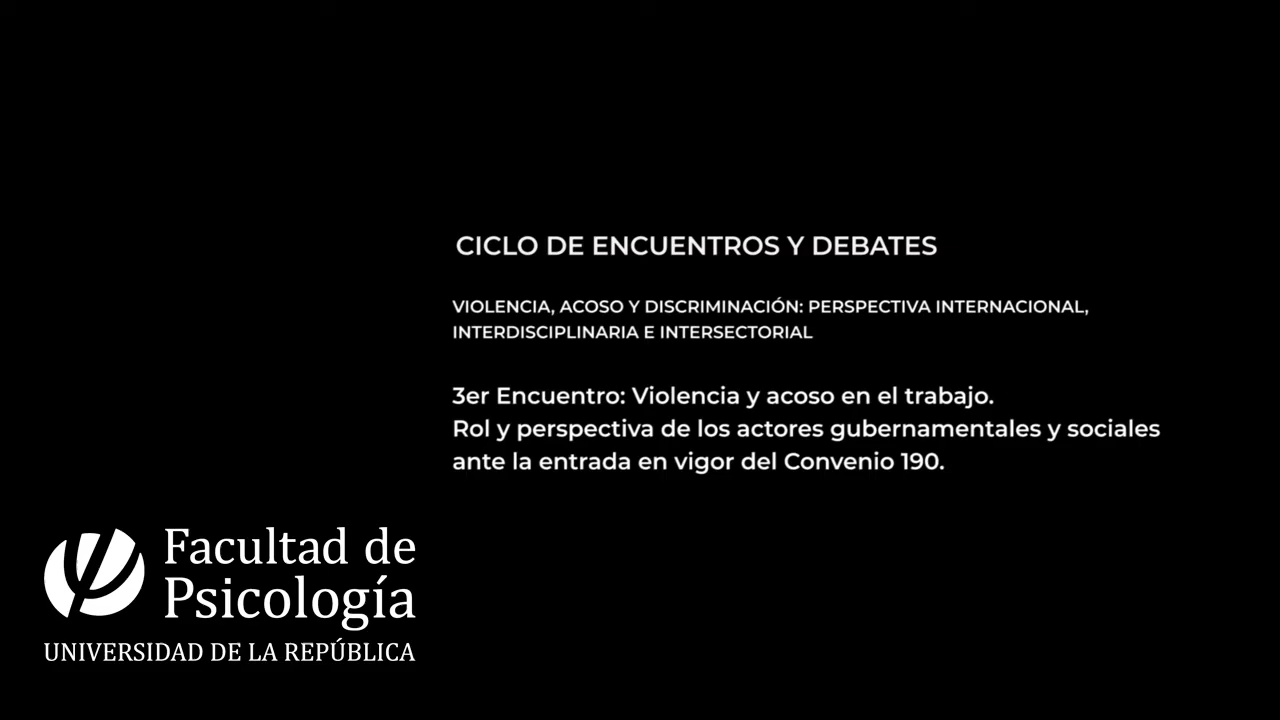 CICLO DE ENCUENTROS Y DEBATES
VIOLENCIA, ACOSO Y DISCRIMINACIÓN: PERSPECTIVA INTERNACIONAL,
INTERDISCIPLINARIA E INTERSECTORIAL
3er Encuentro: Violencia y acoso en el trabajo.
Rol y perspectiva de los actores gubernamentales y sociales
ante la entrada en vigor del Convenio 190.
Facultad de
Psicología
UNIVERSIDAD DE LA REPÚBLICA